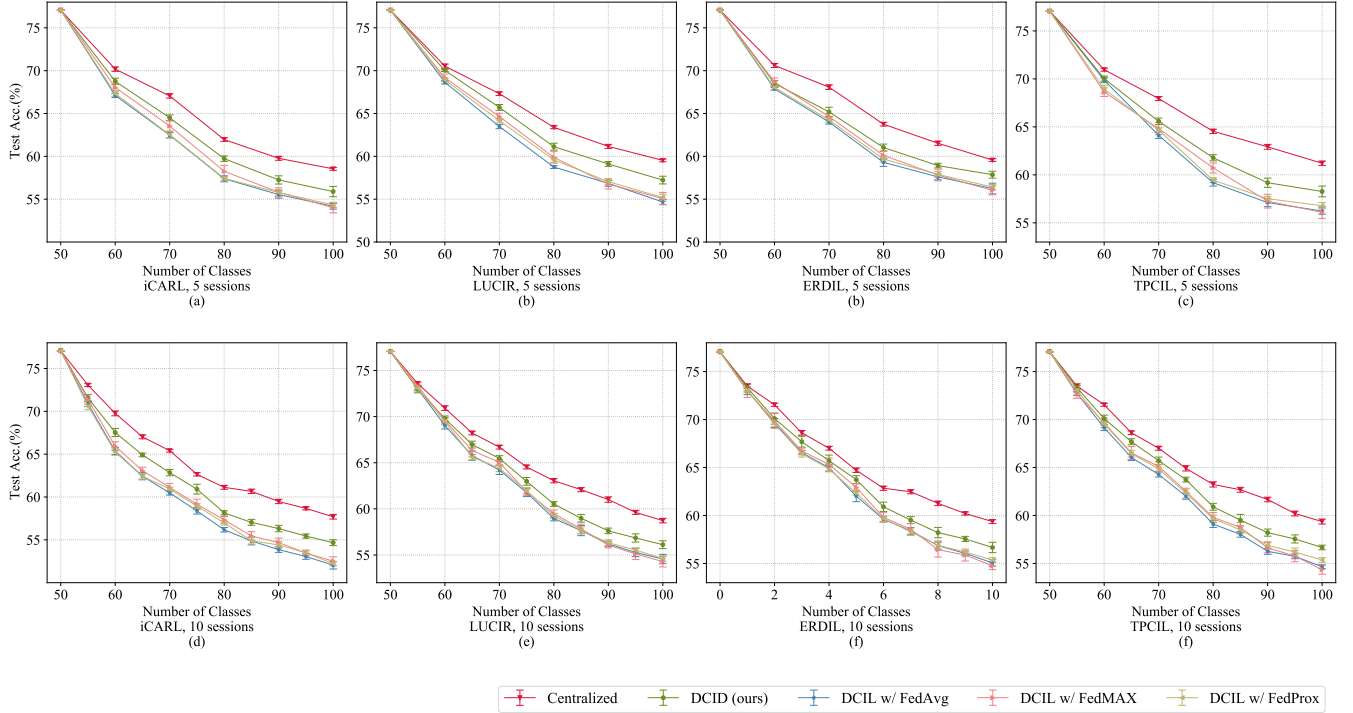 Test Acc.(%)
75
70
65
60
55
50 60 70 80 90 100
Number of Classes
iCARL, 5 sessions
(a)
75
70
65
60
55
50
50 60 70 80 90 100
Number of Classes
LUCIR, 5 sessions
(b)
75
70
65
60
55
50
50 60 70 80 90 100
Number of Classes
ERDIL, 5 sessions
(b)
75
70
65
60
55
50 60 70 80 90 100
Number of Classes
TPCIL, 5 sessions
(c)
Test Acc.(%)
75
70
65
60
55
50 60 70 80 90 100
Number of Classes
iCARL, 10 sessions
(d)
75
70
65
60
55
50 60 70 80 90 100
Number of Classes
LUCIR, 10 sessions
(e)
75
70
65
60
55
0 2 4 6 8 10
Number of Classes
ERDIL, 10 sessions
(f)
75
70
65
60
55
50 60 70 80 90 100
Number of Classes
TPCIL, 10 sessions
(f)
Centralized DCID (ours) DCIL w/ FedAvg DCIL w/ FedMAX DCIL w/ FedProx